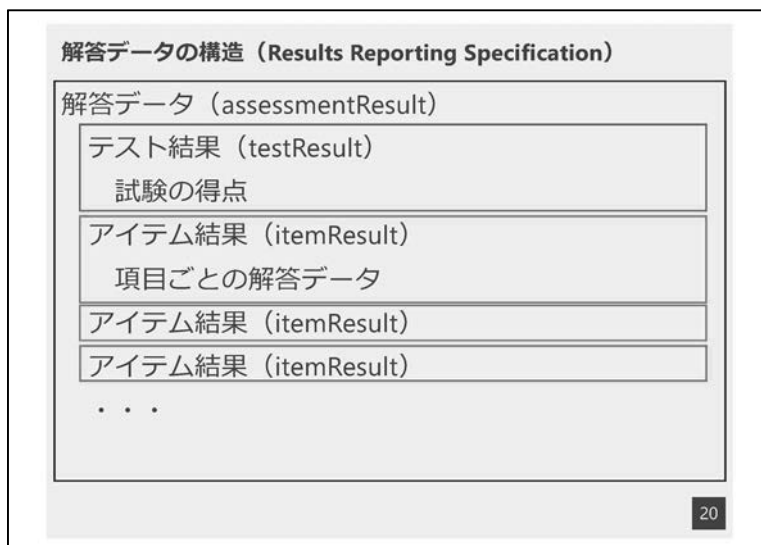 解答データの構造（Results Reporting Specification）
解答データ（assessmentResult）
テスト結果（testResult）
試験の得点
アイテム結果（itemResult）
項目ごとの解答データ
アイテム結果（itemResult）
アイテム結果（itemResult）
・・・
20